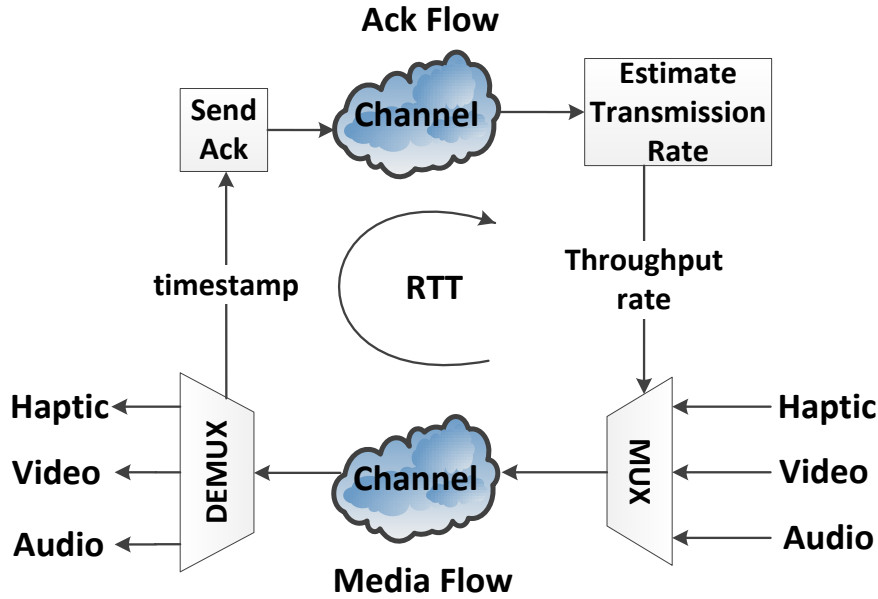 Ack Flow
Send
Ack
Channel
Estimate
Transmission
Rate
timestamp
RTT
Throughput
rate
Haptic
Video
Audio
DEMUX
Channel
MUX
Haptic
Video
Audio
Media Flow